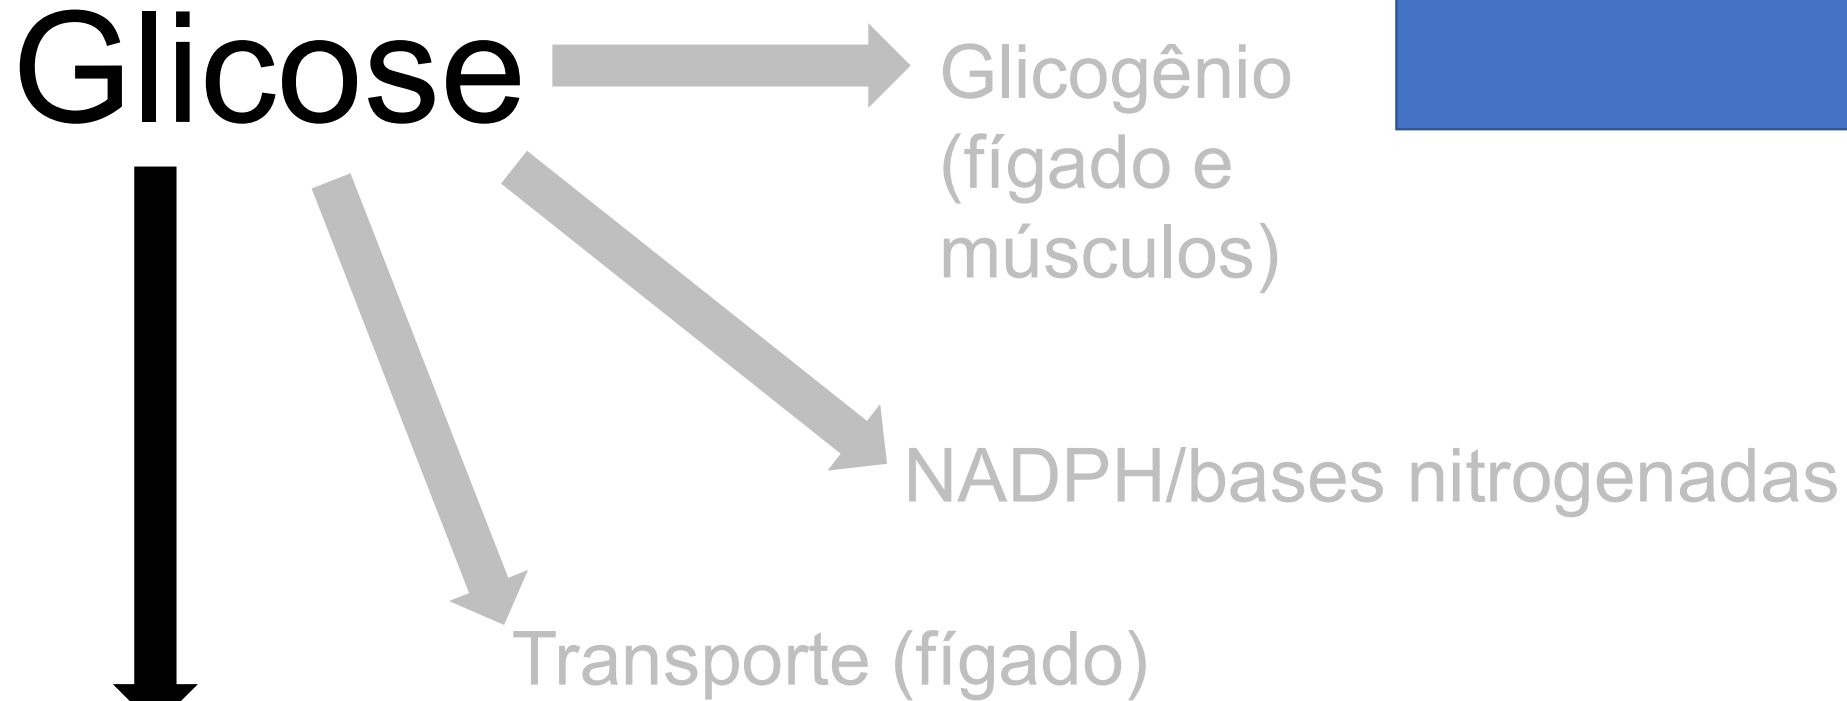 Glicose
Glicogênio
(fígado e
músculos)
NADPH/bases nitrogenadas
Transporte (fígado)